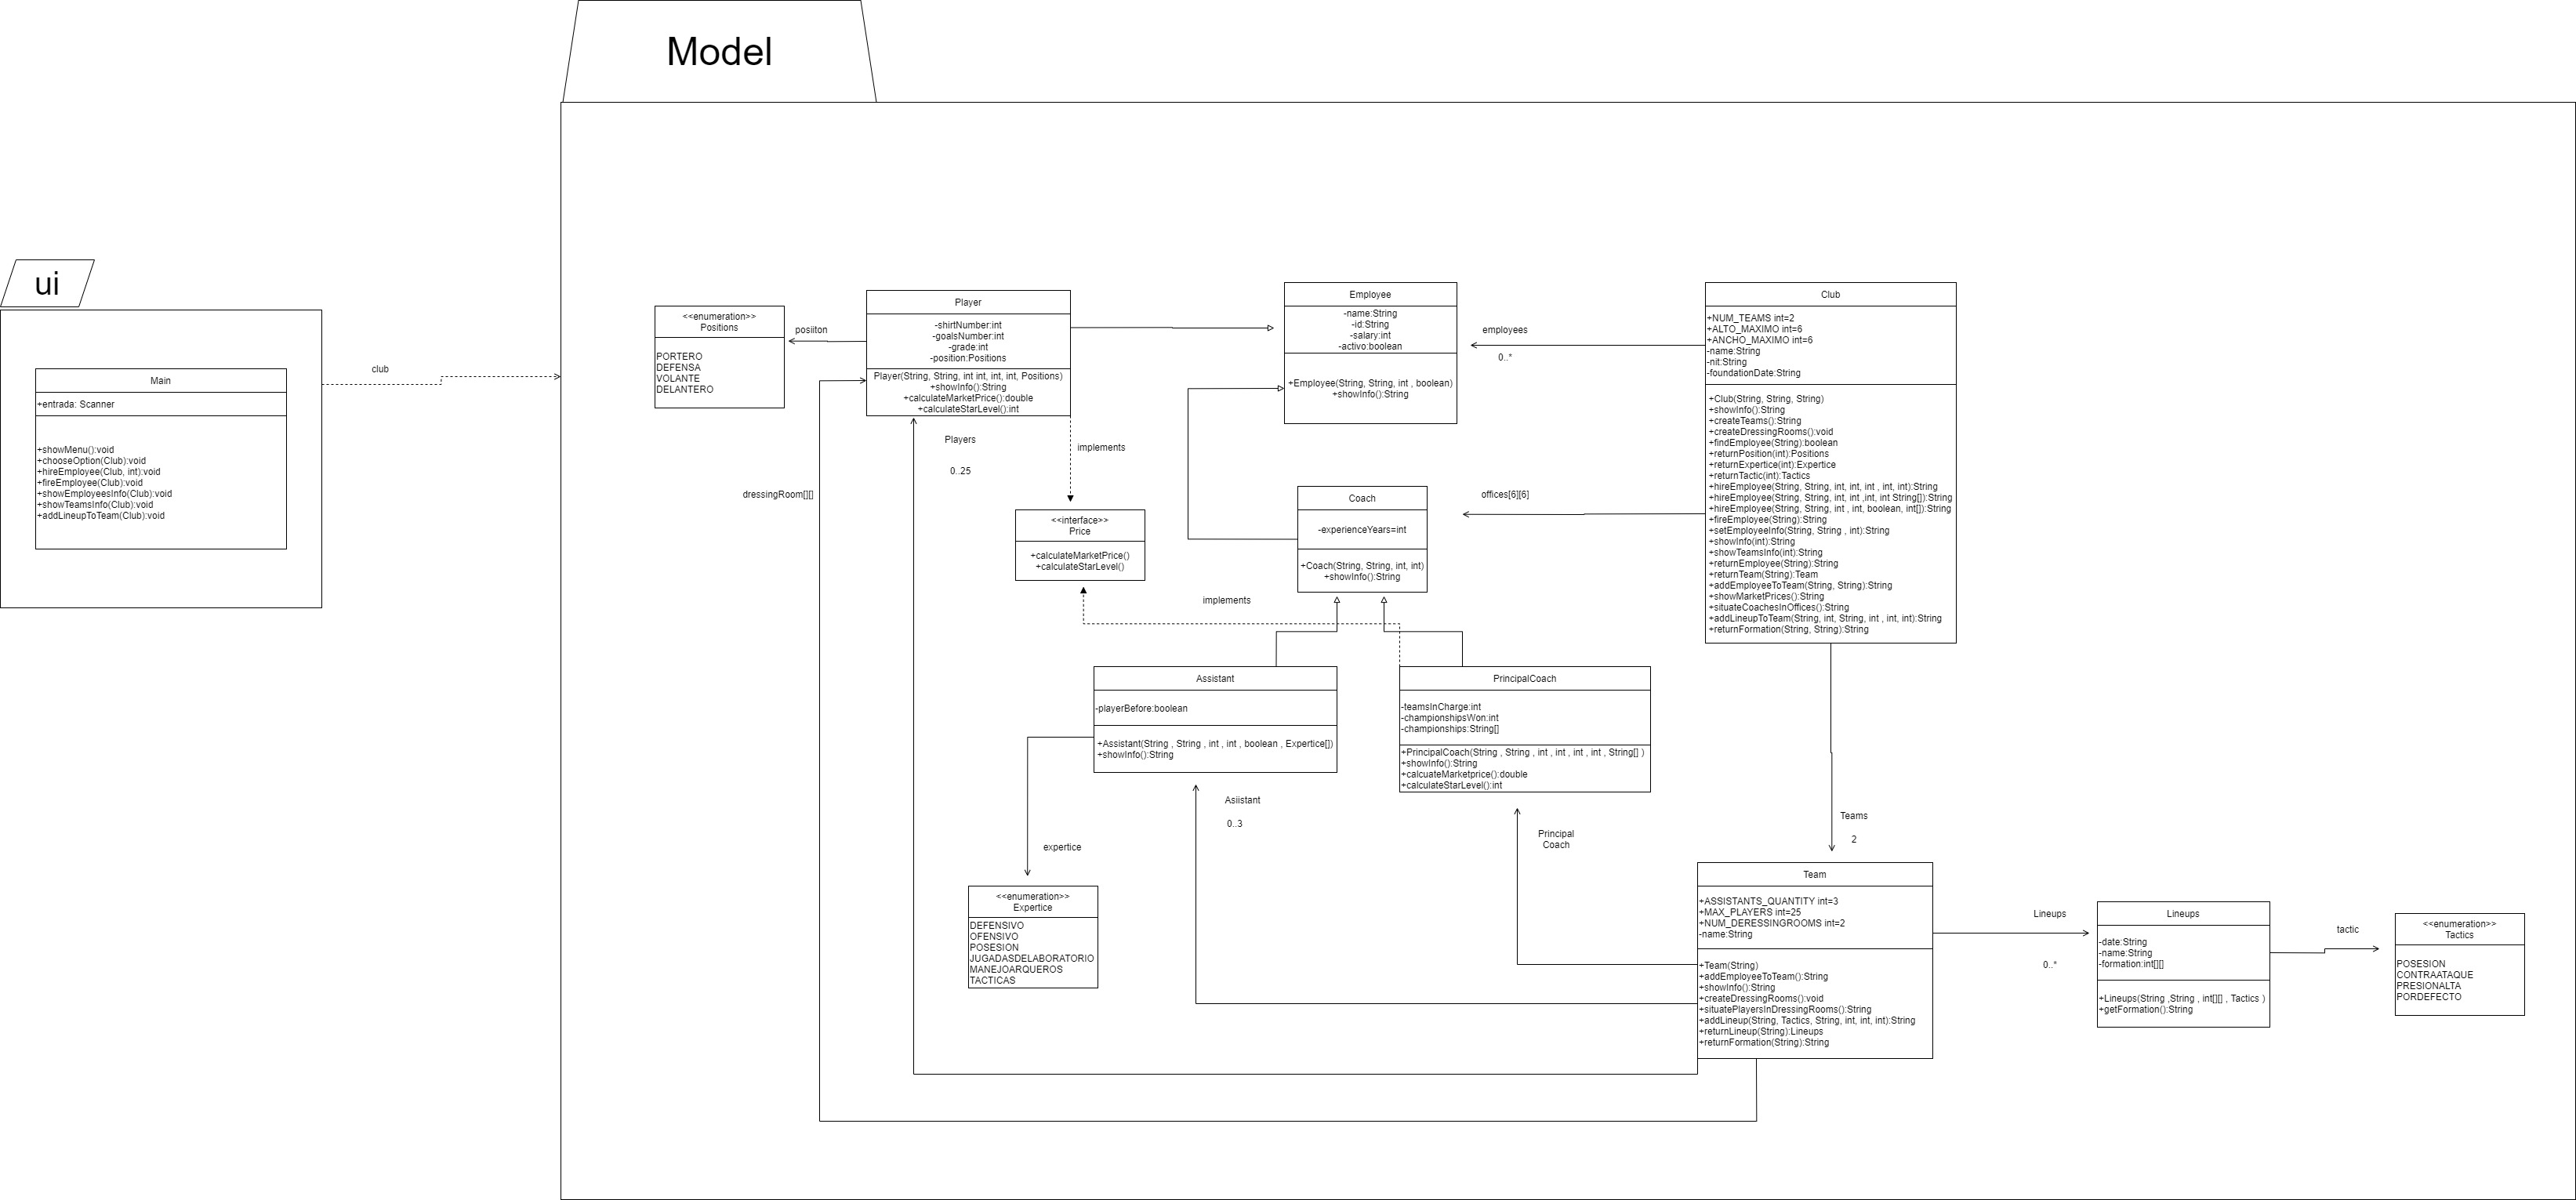 Model
ui
club
Main
+entrada: Scanner
+showMenu():void
+chooseOption(Club):void
+hireEmployee(Club, int):void
+fireEmployee(Club):void
+showEmployeesInfo(Club):void
+showTeamsInfo(Club):void
+addLineupToTeam(Club):void
<<enumeration>>
Positions
PORTERO
DEFENSA
VOLANTE
DELANTERO
posiiton
Player
-shirtNumber:int
-goalsNumber:int
-grade:int
-position:Positions
Player(String, String, int int, int, int, Positions)
+showInfo():String
+calculateMarketPrice():double
+calculateStarLevel():int
Employee
-name:String
-id:String
-salary:int
-activo:boolean
+Employee(String, String, int , boolean)
+showInfo():String
employees
0..*
Club
+NUM_TEAMS int=2
+ALTO_MAXIMO int=6
+ANCHO_MAXIMO int=6
-name:String
-nit:String
-foundationDate:String
+Club(String, String, String)
+showInfo():String
+createTeams():String
+createDressingRooms():void
+findEmployee(String):boolean
+returnPosition(int):Positions
+returnExpertice(int):Expertice
+returnTactic(int):Tactics
+hireEmployee(String, String, int, int, int , int, int):String
+hireEmployee(String, String, int, int ,int, int String[]):String
+hireEmployee(String, String, int , int, boolean, int[]):String
+fireEmployee(String):String
+setEmployeeInfo(String, String , int):String
+showInfo(int):String
+showTeamsInfo(int):String
+returnEmployee(String):String
+returnTeam(String):Team
+addEmployeeToTeam(String, String):String
+showMarketPrices():String
+situateCoachesInOffices():String
+addLineupToTeam(String, int, String, int , int, int):String
+returnFormation(String, String):String
Players
0..25
implements
dressingRoom[][]
<<interface>>
Price
+calculateMarketPrice()
+calculateStarLevel()
Coach
-experienceYears=int
+Coach(String, String, int, int)
+showInfo():String
offices[6][6]
implements
Assistant
-playerBefore:boolean
+Assistant(String , String , int , int , boolean , Expertice[])
+showInfo():String
PrincipalCoach
-teamsInCharge:int
-championshipsWon:int
-championships:String[]
+PrincipalCoach(String , String , int , int , int , int , String[] )
+showInfo():String
+calcuateMarketprice():double
+calculateStarLevel():int
Asiistant
0..3
Principal
Coach
Teams
2
expertice
<<enumeration>>
Expertice
DEFENSIVO
OFENSIVO
POSESION
JUGADASDELABORATORIO
MANEJOARQUEROS
TACTICAS
Team
+ASSISTANTS_QUANTITY int=3
+MAX_PLAYERS int=25
+NUM_DERESSINGROOMS int=2
-name:String
+Team(String)
+addEmployeeToTeam():String
+showInfo():String
+createDressingRooms():void
+situatePlayersInDressingRooms():String
+addLineup(String, Tactics, String, int, int, int):String
+returnLineup(String):Lineups
+returnFormation(String):String
Lineups
0..*
Lineups
-date:String
-name:String
-formation:int[][]
+Lineups(String ,String , int[][] , Tactics )
+getFormation():String
tactic
<<enumeration>>
Tactics
POSESION
CONTRAATAQUE
PRESIONALTA
PORDEFECTO